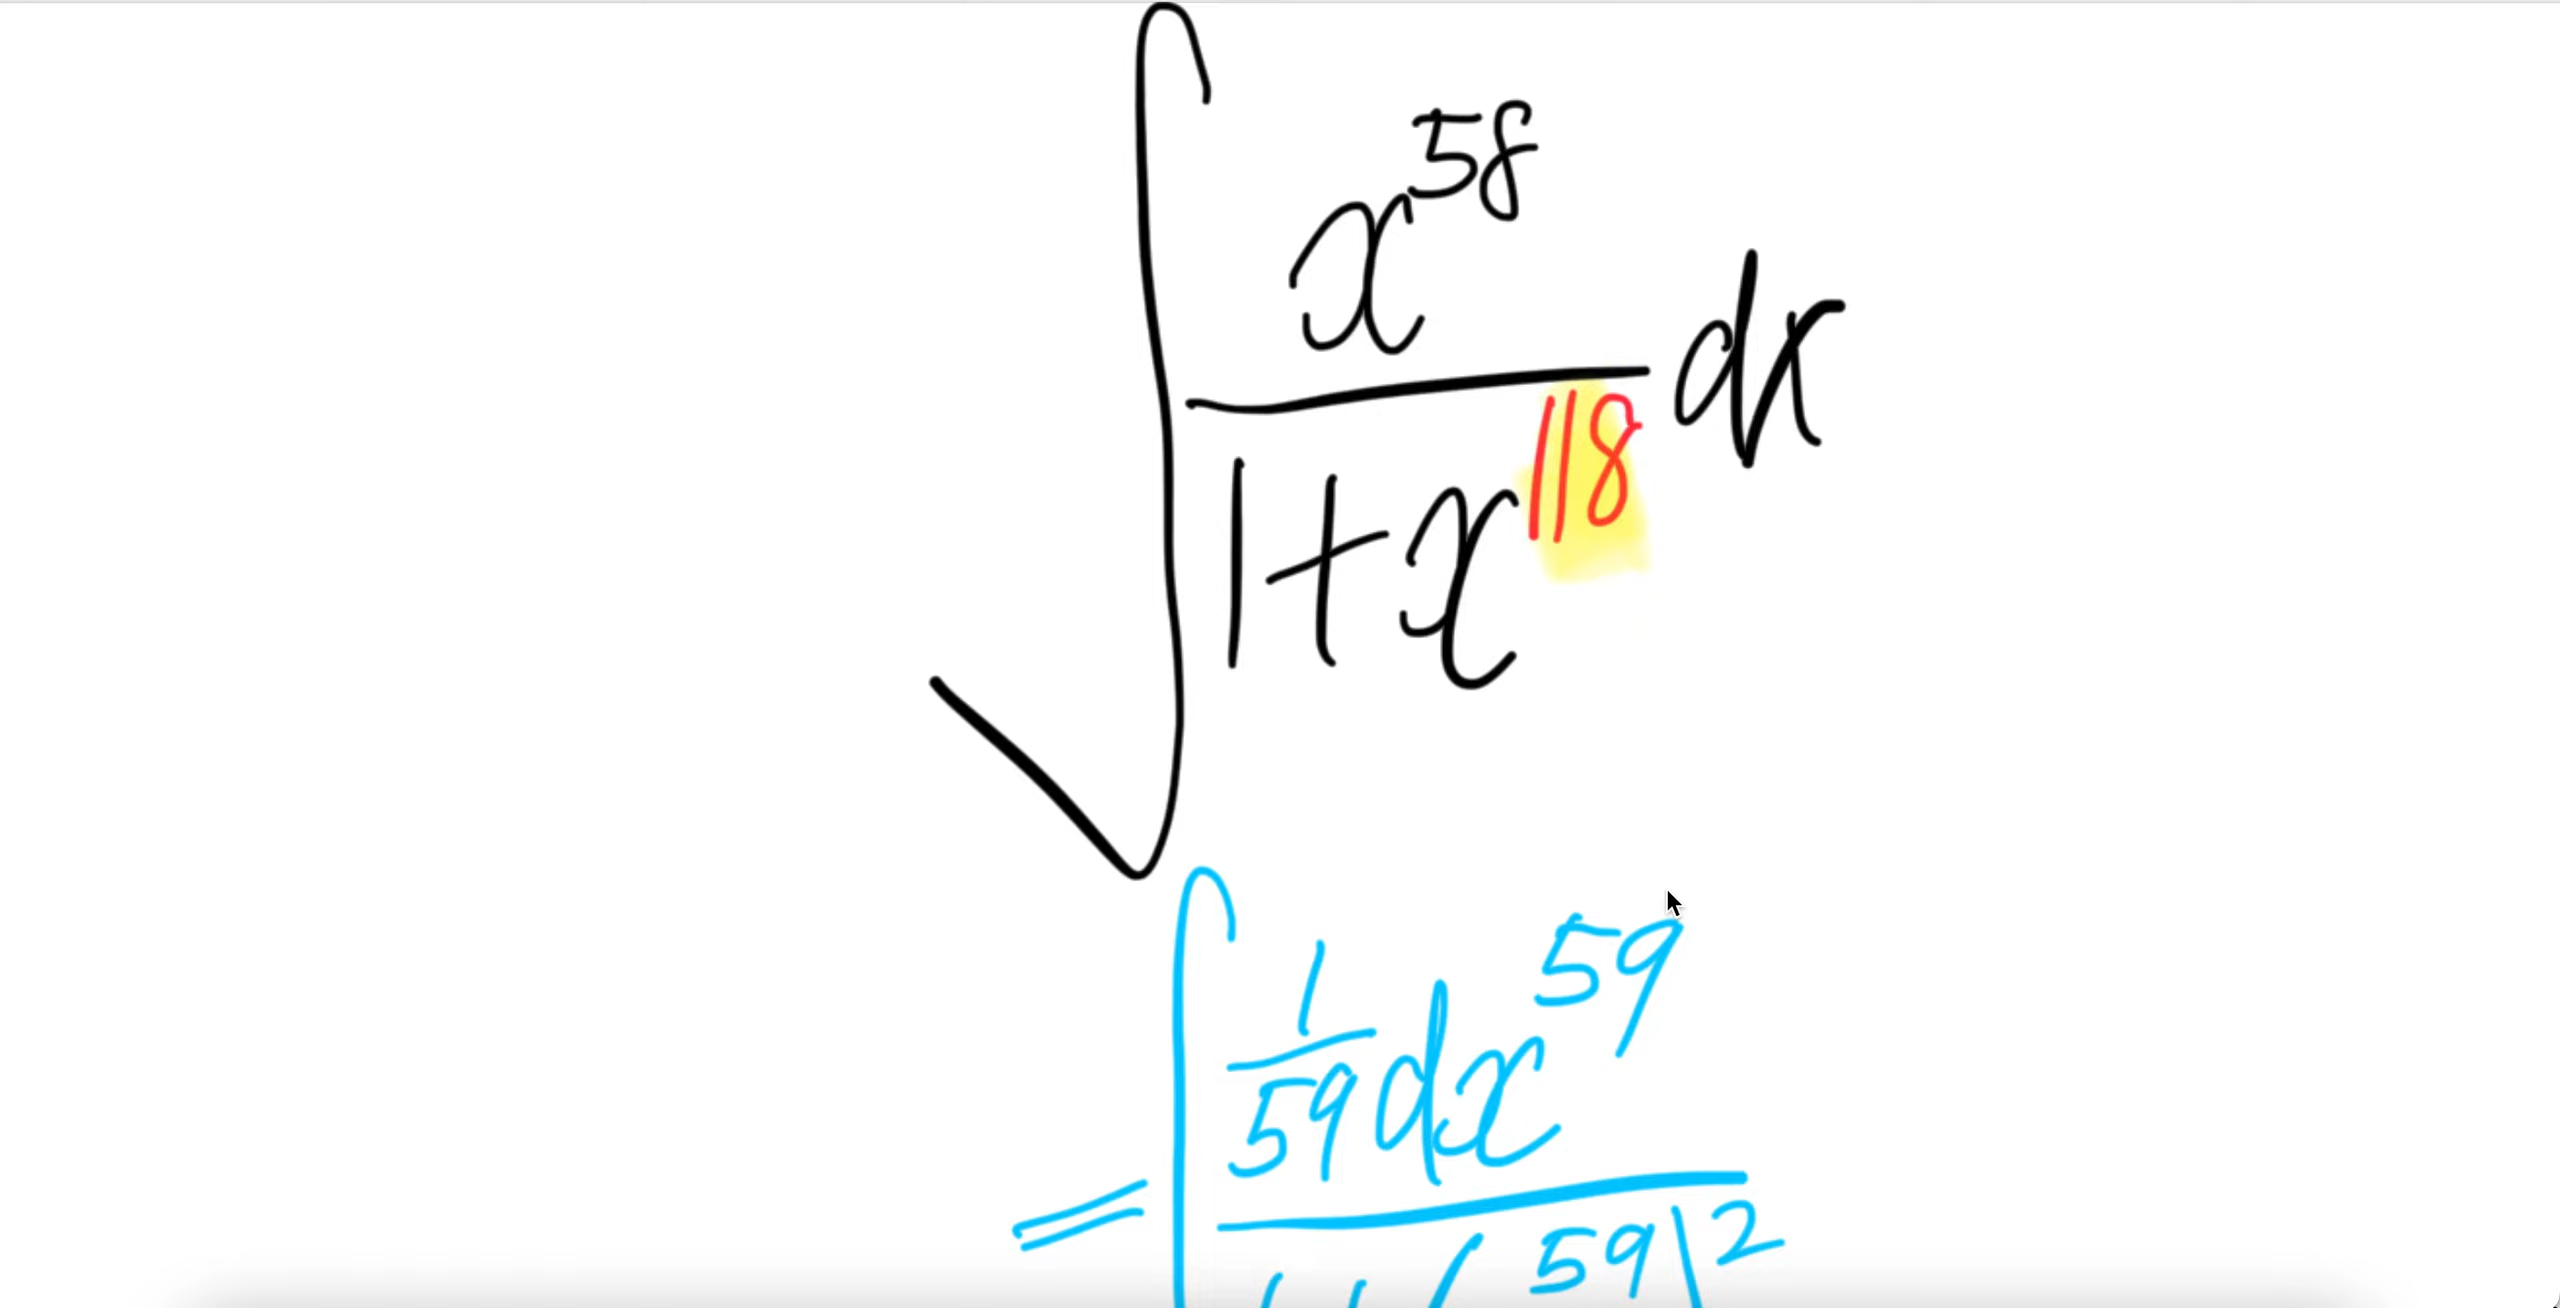 ∫ x^58 / (1+x^118) dx
= ∫ (1/59 dx^59) / (1+(x^59)^2)